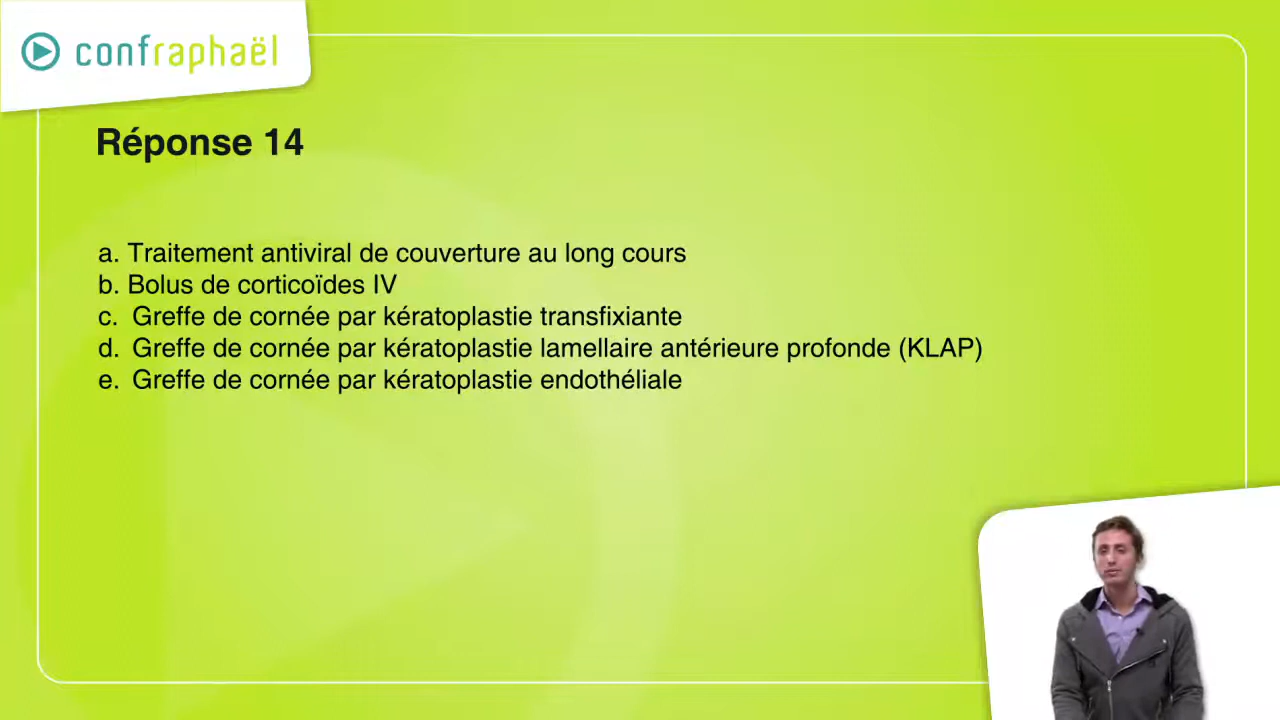 confraphaël
Réponse 14
a. Traitement antiviral de couverture au long cours
b. Bolus de corticoïdes IV
c. Greffe de cornée par kératoplastie transfixiante
d. Greffe de cornée par kératoplastie lamellaire antérieure profonde (KLAP)
e. Greffe de cornée par kératoplastie endothéliale